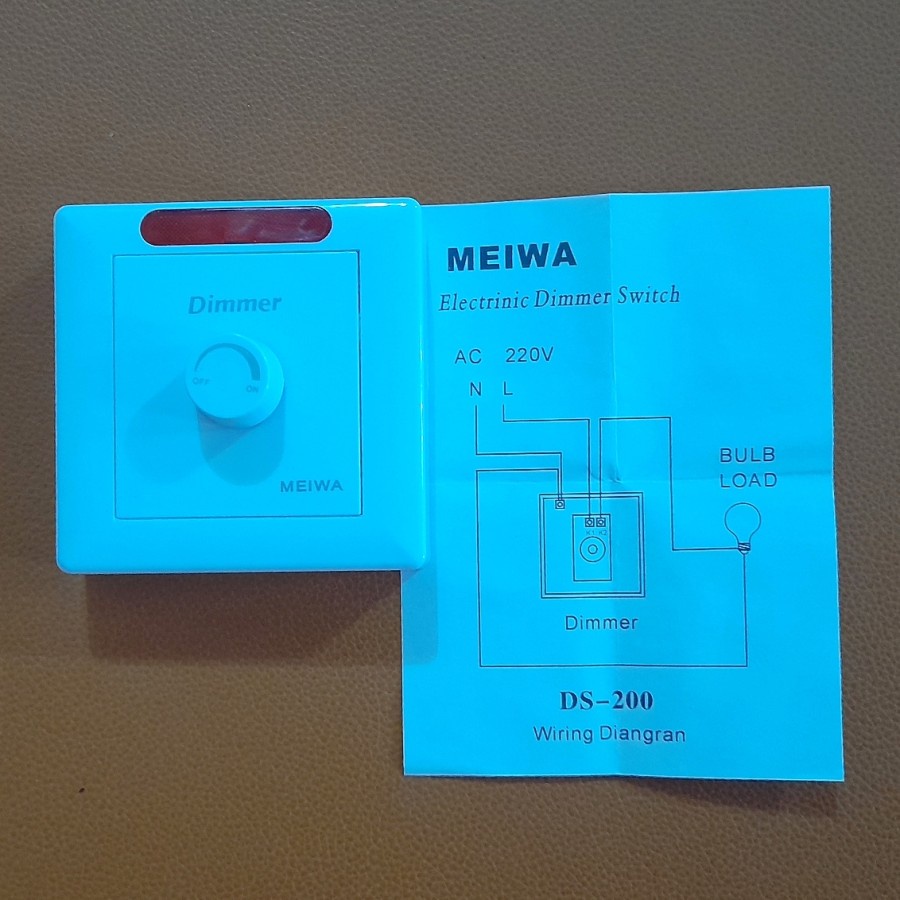 Dimmer
OFF
ON
MEIWA
MEIWA
Electrinic Dimmer Switch
AC 220V
N L
BULB
LOAD
Dimmer
DS-200
Wiring Diangran